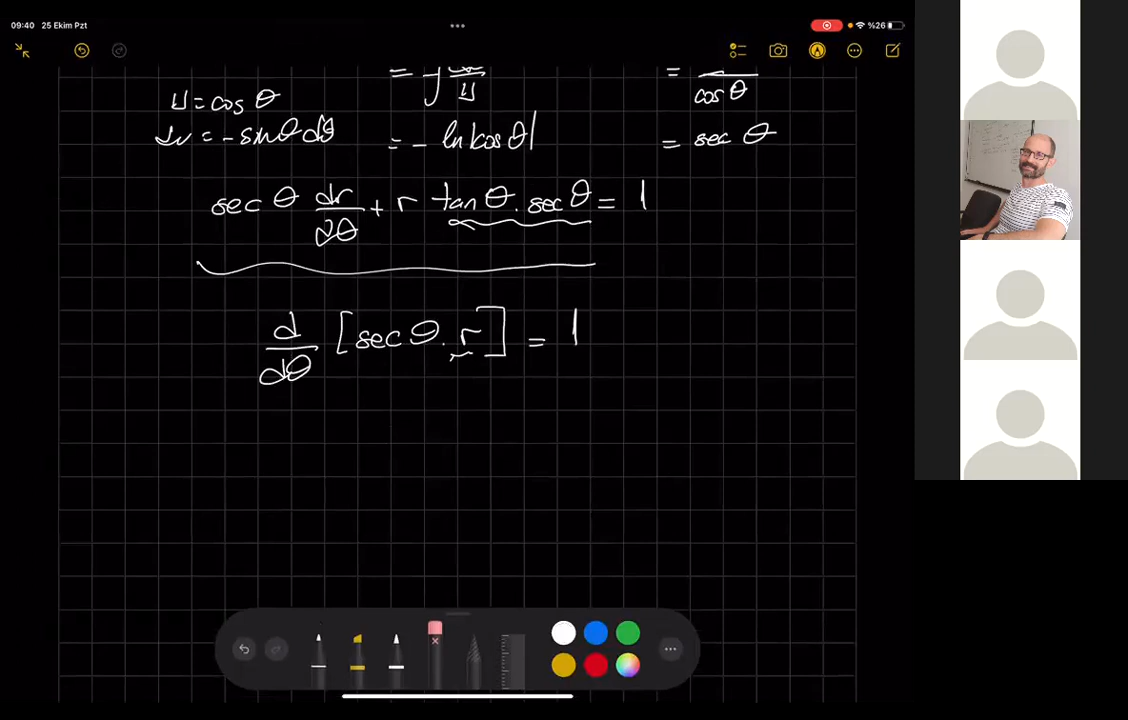 09:40 25 Ekim Pzt
%26
u = cos θ
du = - sinθ dθ
= - ln|cos θ|
=
cos θ
= sec θ
sec θ dr/dθ + r tan θ . sec θ = 1
d/dθ [sec θ . r] = 1